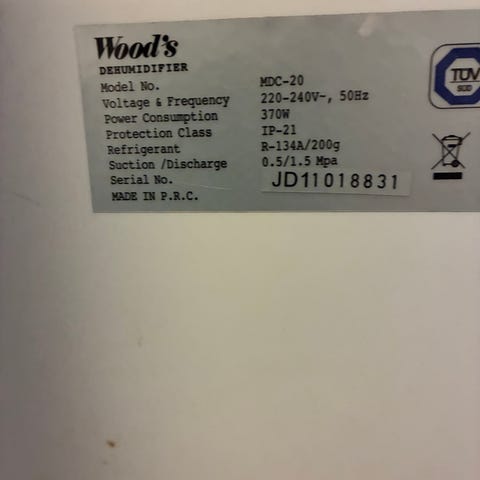 Wood's
DEHUMIDIFIER
Model No. MDC-20
Voltage & Frequency 220-240V~, 50Hz
Power Consumption 370W
Protection Class IP-21
Refrigerant R-134A/200g
Suction /Discharge 0.5/1.5 Mpa
Serial No. JD11018831
MADE IN P.R.C.
TÜV
SÜD